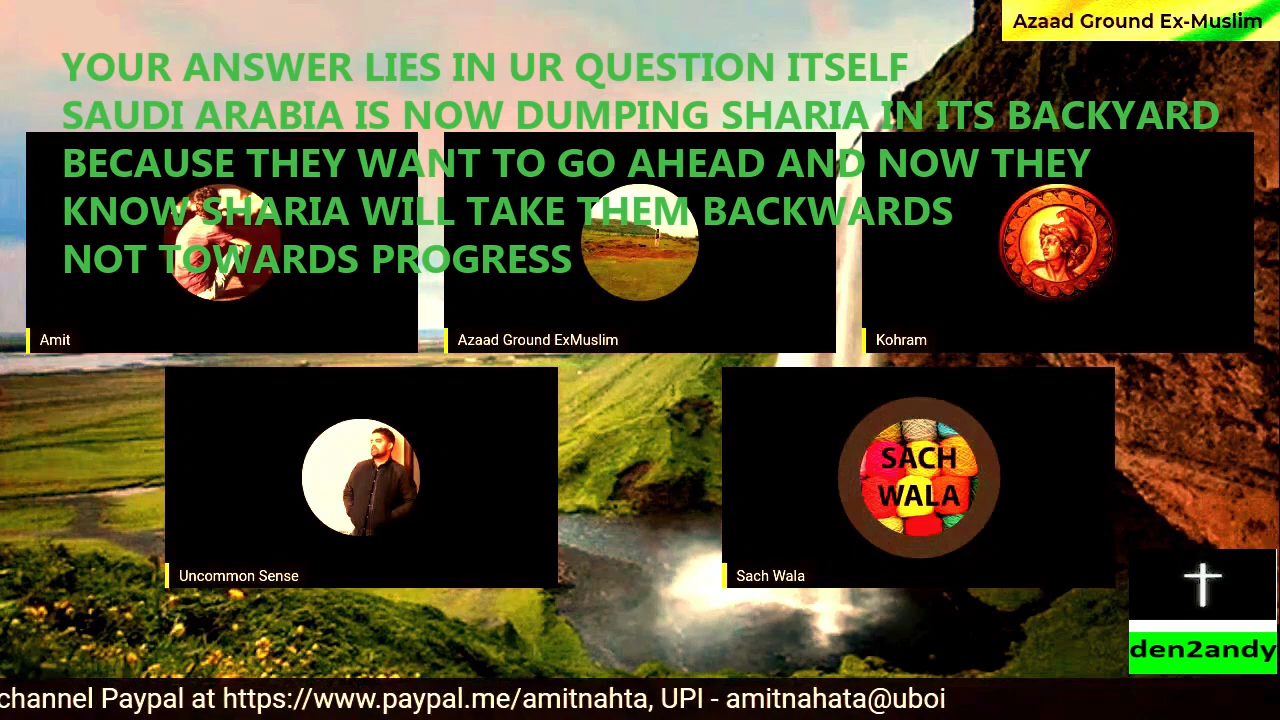 Azaad Ground Ex-Muslim
YOUR ANSWER LIES IN UR QUESTION ITSELF
SAUDI ARABIA IS NOW DUMPING SHARIA IN ITS BACKYARD
BECAUSE THEY WANT TO GO AHEAD AND NOW THEY
KNOW SHARIA WILL TAKE THEM BACKWARDS
NOT TOWARDS PROGRESS
Amit
Azaad Ground ExMuslim
Kohram
SACH
WALA
Uncommon Sense
Sach Wala
den2andy
channel Paypal at https://www.paypal.me/amitnahta, UPI - amitnahata@uboi